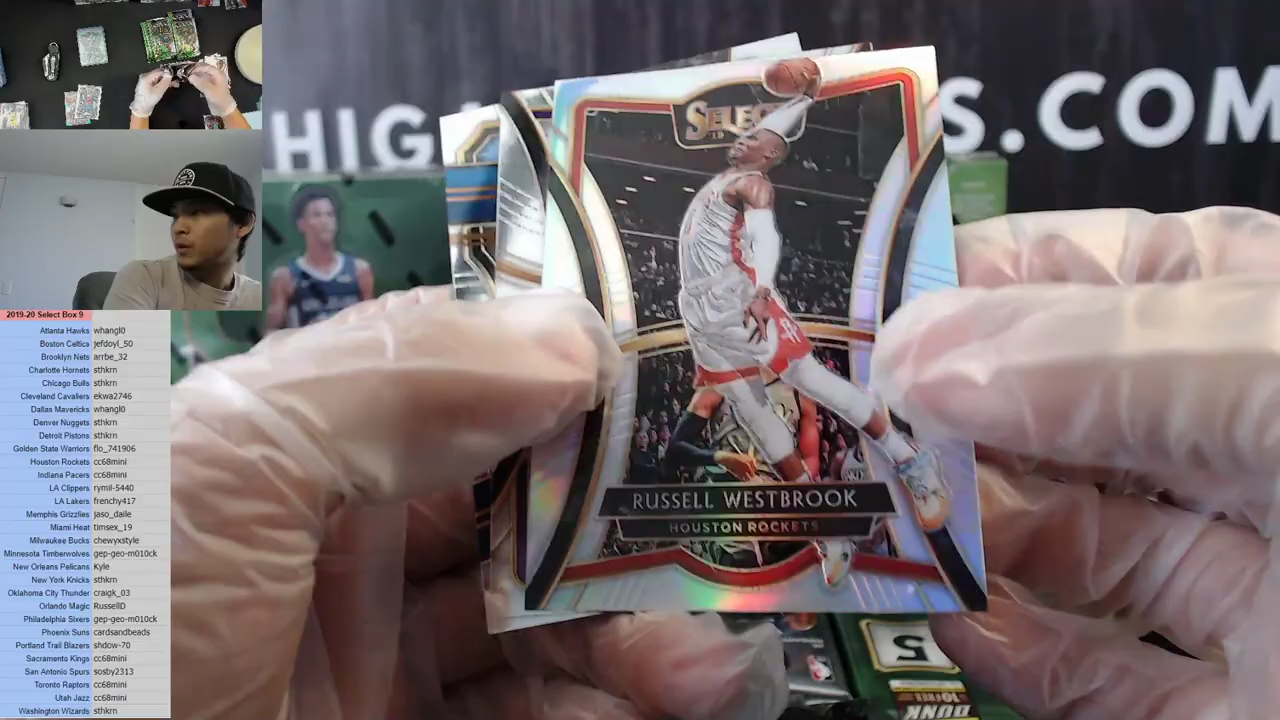 HIG S.COM
SELECT
RUSSELL WESTBROOK
HOUSTON ROCKETS
5
DUNK
2019-20 Select Box 9
Atlanta Hawks whangl0
Boston Celtics jefdoyl_50
Brooklyn Nets arrbe_32
Charlotte Hornets sthkrn
Chicago Bulls sthkrn
Cleveland Cavaliers ekwa2746
Dallas Mavericks whangl0
Denver Nuggets sthkrn
Detroit Pistons sthkrn
Golden State Warriors flo_741906
Houston Rockets cc68mini
Indiana Pacers cc68mini
LA Clippers rymil-5440
LA Lakers frenchy417
Memphis Grizzlies jaso_daile
Miami Heat timsex_19
Milwaukee Bucks chewyxstyle
Minnesota Timberwolves gep-geo-m010ck
New Orleans Pelicans Kyle
New York Knicks sthkrn
Oklahoma City Thunder craigk_03
Orlando Magic RussellD
Philadelphia Sixers gep-geo-m010ck
Phoenix Suns cardsandbeads
Portland Trail Blazers shdow-70
Sacramento Kings cc68mini
San Antonio Spurs sosby2313
Toronto Raptors cc68mini
Utah Jazz cc68mini
Washington Wizards sthkrn